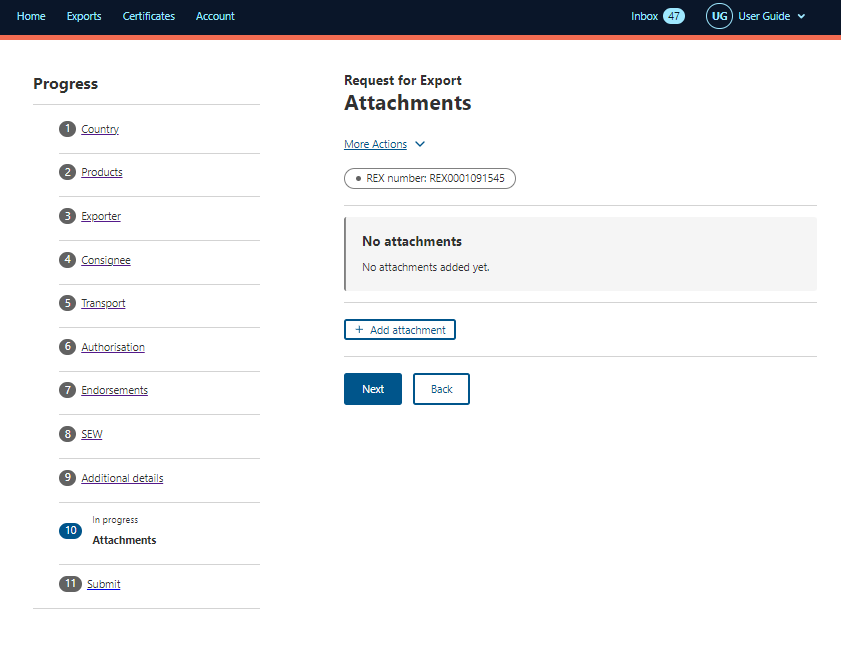 Home Exports Certificates Account Inbox 47 UG User Guide
Progress
1 Country
2 Products
3 Exporter
4 Consignee
5 Transport
6 Authorisation
7 Endorsements
8 SEW
9 Additional details
In progress
10 Attachments
11 Submit
Request for Export
Attachments
More Actions
REX number: REX0001091545
No attachments
No attachments added yet.
+ Add attachment
Next Back